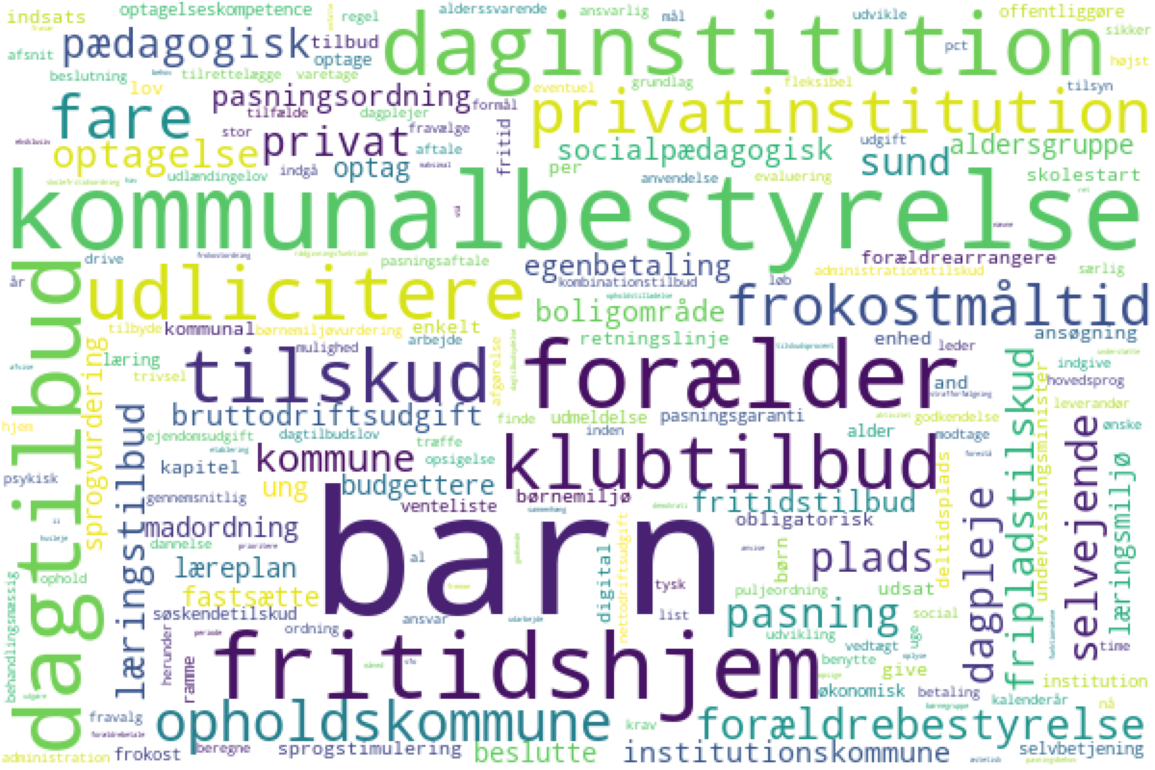 indsats
optagelseskompetence
regel
alderssvarende
ansvarlig
mål
udvikle
offentliggøre
sikker
afsnit
pædagogisk
tilbud
optage
daginstitution
pct
højst
beslutning
tilrettelægge
varetage
grundlag
eventuel
fleksibel
tilsyn
lov
pasningsordning
formål
fare
tilfælde
dagplejer
privatinstitution
stor
privat
fravælge
fritid
udgift
optagelse
aftale
socialpædagogisk
aldersgruppe
indgå
optag
per
sund
skolestart
udlændingelov
anvendelse
evaluering
kommunalbestyrelse
drive
pasningsaftale
egenbetaling
forældrearrangere
særlig
år
kombinationstilbud
administrationstilskud
løb
dagtilbud
udlicitere
boligområde
frokostmåltid
tilbyde
kommunal
børnemiljøvurdering
enkelt
arbejde
retningslinje
enhed
leder
ansøgning
læring
mulighed
tilskud
forælder
and
indgive
hovedsprog
trivsel
afgørelse
sprogvurdering
læringstilbud
bruttodriftsudgift
finde
udmeldelse
pasningsgaranti
godkendelse
leverandør
hjem
ejendomsudgift
dagtilbudslov
træffe
inden
alder
modtage
ønske
fripladstilskud
undervisningsminister
selvejende
læringsmiljø
psykisk
kapitel
kommune
opsigelse
klubtilbud
gennemsnitlig
ung
budgettere
børnemiljø
fritidstilbud
deltidsplads
venteliste
obligatorisk
madordning
dannelse
barn
plads
dagpleje
læreplan
al
digital
nettodriftsudgift
børn
tysk
ophold
behandlingsmæssig
fastsætte
puljeordning
udsat
søskendetilskud
ansvar
list
pasning
social
ordning
udvikling
vedtægt
uge
time
herunder
ramme
fritidshjem
benytte
give
økonomisk
betaling
institution
kalenderår
nå
fravalg
opholdskommune
krav
forældrebestyrelse
administration
frokost
beregne
sprogstimulering
beslutte
institutionskommune
selvbetjening